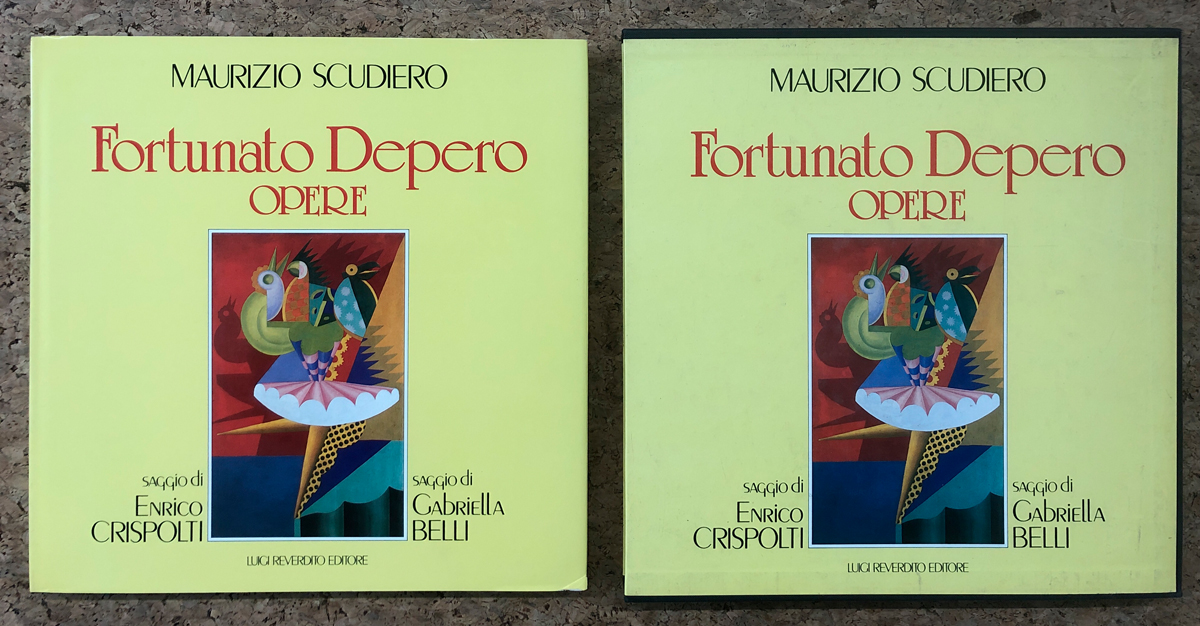 MAURIZIO SCUDIERO
Fortunato Depero
OPERE
saggio di
Enrico
CRISPOLTI
saggio di
Gabriella
BELLI
LUIGI REVERDITO EDITORE
MAURIZIO SCUDIERO
Fortunato Depero
OPERE
saggio di
Enrico
CRISPOLTI
saggio di
Gabriella
BELLI
LUIGI REVERDITO EDITORE